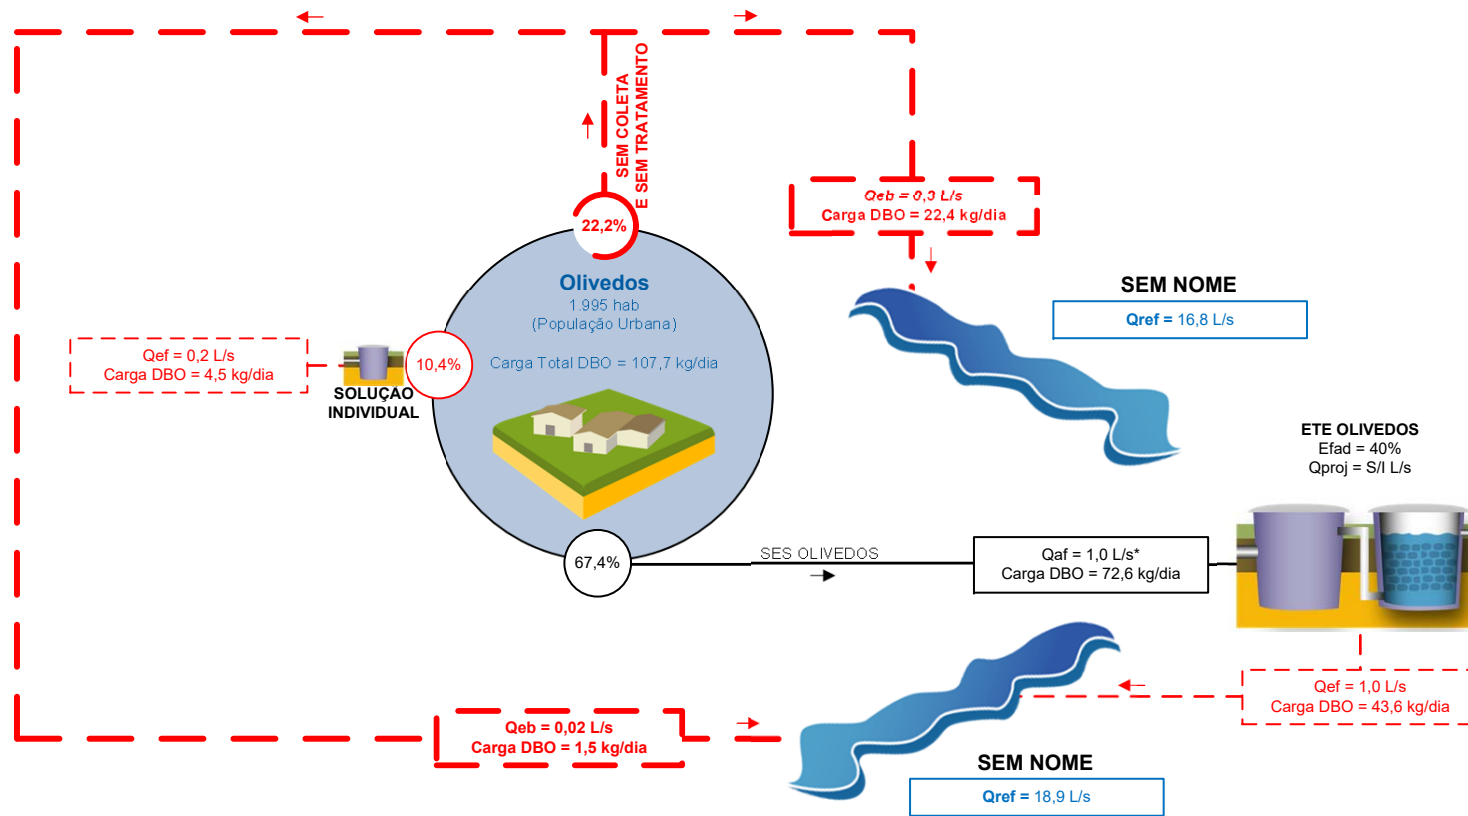 SEM COLETA
E SEM TRATAMENTO
22,2%
Olivedos
1.995 hab
(População Urbana)
Carga Total DBO = 107,7 kg/dia
10,4%
Qef = 0,2 L/s
Carga DBO = 4,5 kg/dia
SOLUÇÃO
INDIVIDUAL
Qeb = 0,3 L/s
Carga DBO = 22,4 kg/dia
SEM NOME
Qref = 16,8 L/s
ETE OLIVEDOS
Efad = 40%
Qproj = S/I L/s
67,4%
SES OLIVEDOS
Qaf = 1,0 L/s*
Carga DBO = 72,6 kg/dia
Qef = 1,0 L/s
Carga DBO = 43,6 kg/dia
Qeb = 0,02 L/s
Carga DBO = 1,5 kg/dia
SEM NOME
Qref = 18,9 L/s